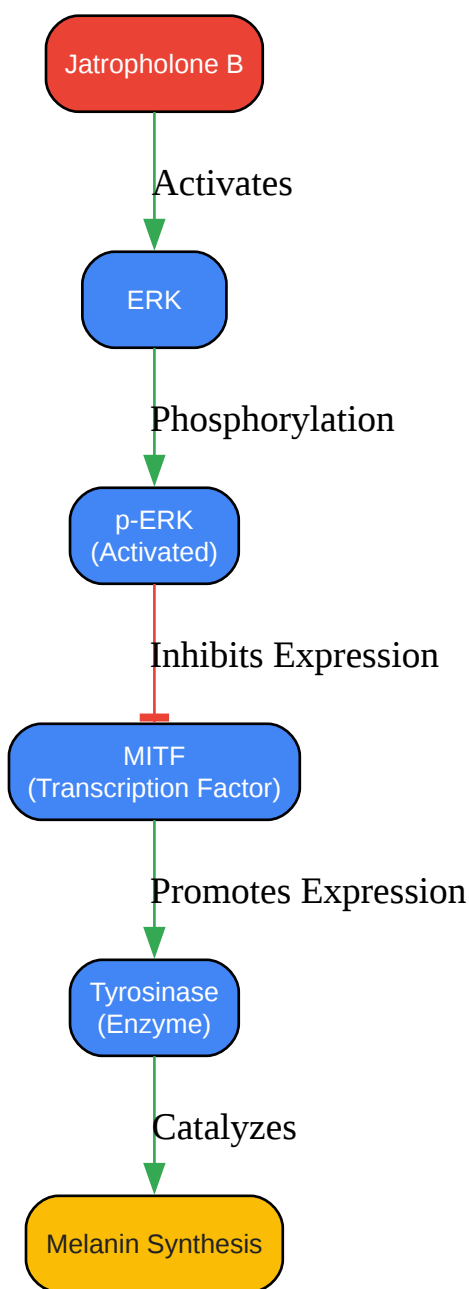 Jatropholone B
Activates
ERK
Phosphorylation
p-ERK
(Activated)
Inhibits Expression
MITF
(Transcription Factor)
Promotes Expression
Tyrosinase
(Enzyme)
Catalyzes
Melanin Synthesis